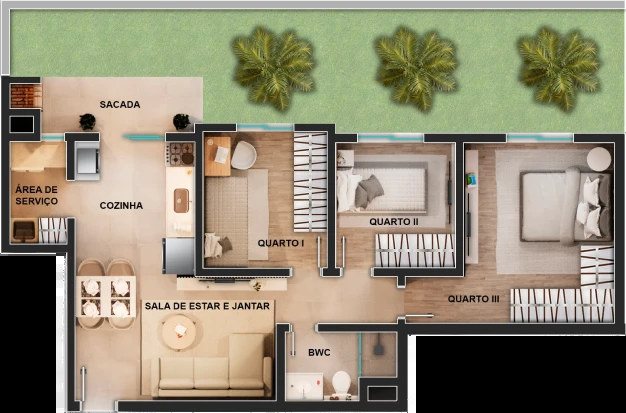 SACADA
ÁREA DE
SERVIÇO
COZINHA
QUARTO I
QUARTO II
QUARTO III
SALA DE ESTAR E JANTAR
BWC